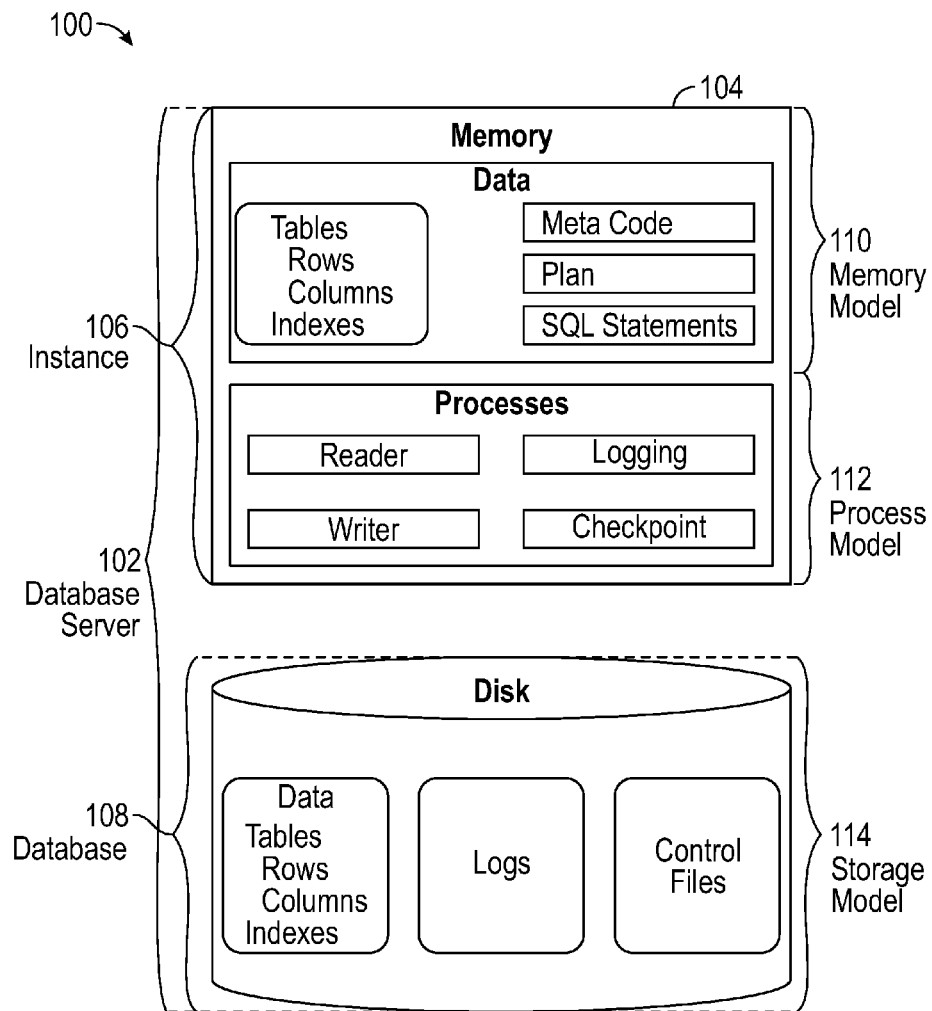 100
104
Memory
Data
Tables
Rows
Columns
Indexes
Meta Code
Plan
SQL Statements
110
Memory
Model
106
Instance
Processes
Reader
Logging
Writer
Checkpoint
112
Process
Model
102
Database
Server
Disk
Data
Tables
Rows
Columns
Indexes
Logs
Control
Files
108
Database
114
Storage
Model